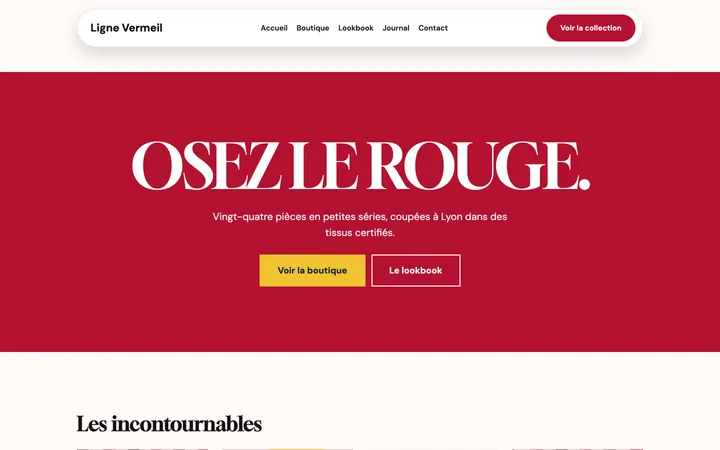 Ligne Vermeil
Accueil Boutique Lookbook Journal Contact
Voir la collection
OSEZ LE ROUGE.
Vingt-quatre pièces en petites séries, coupées à Lyon dans des
tissus certifiés.
Voir la boutique
Le lookbook
Les incontournables